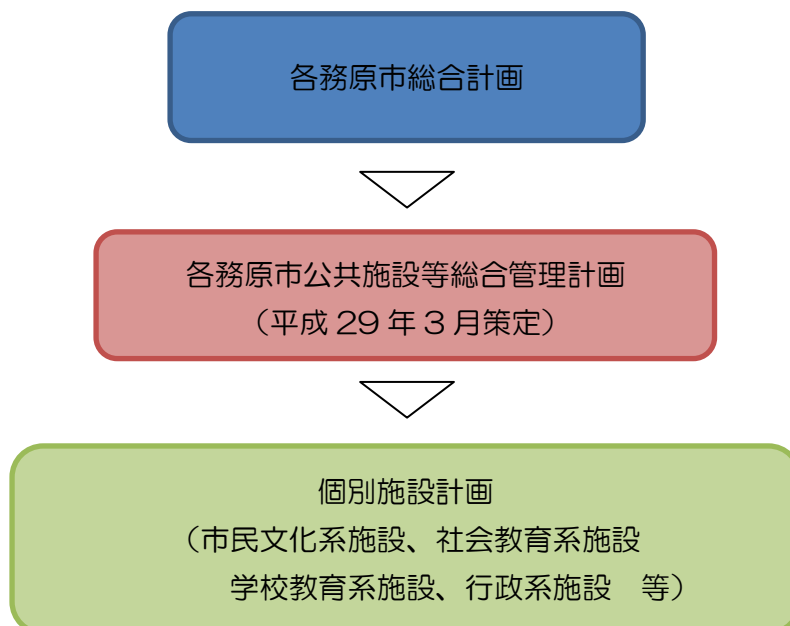 各務原市総合計画
各務原市公共施設等総合管理計画
（平成 29 年 3 月策定）
個別施設計画
（市民文化系施設、社会教育系施設
学校教育系施設、行政系施設　等）